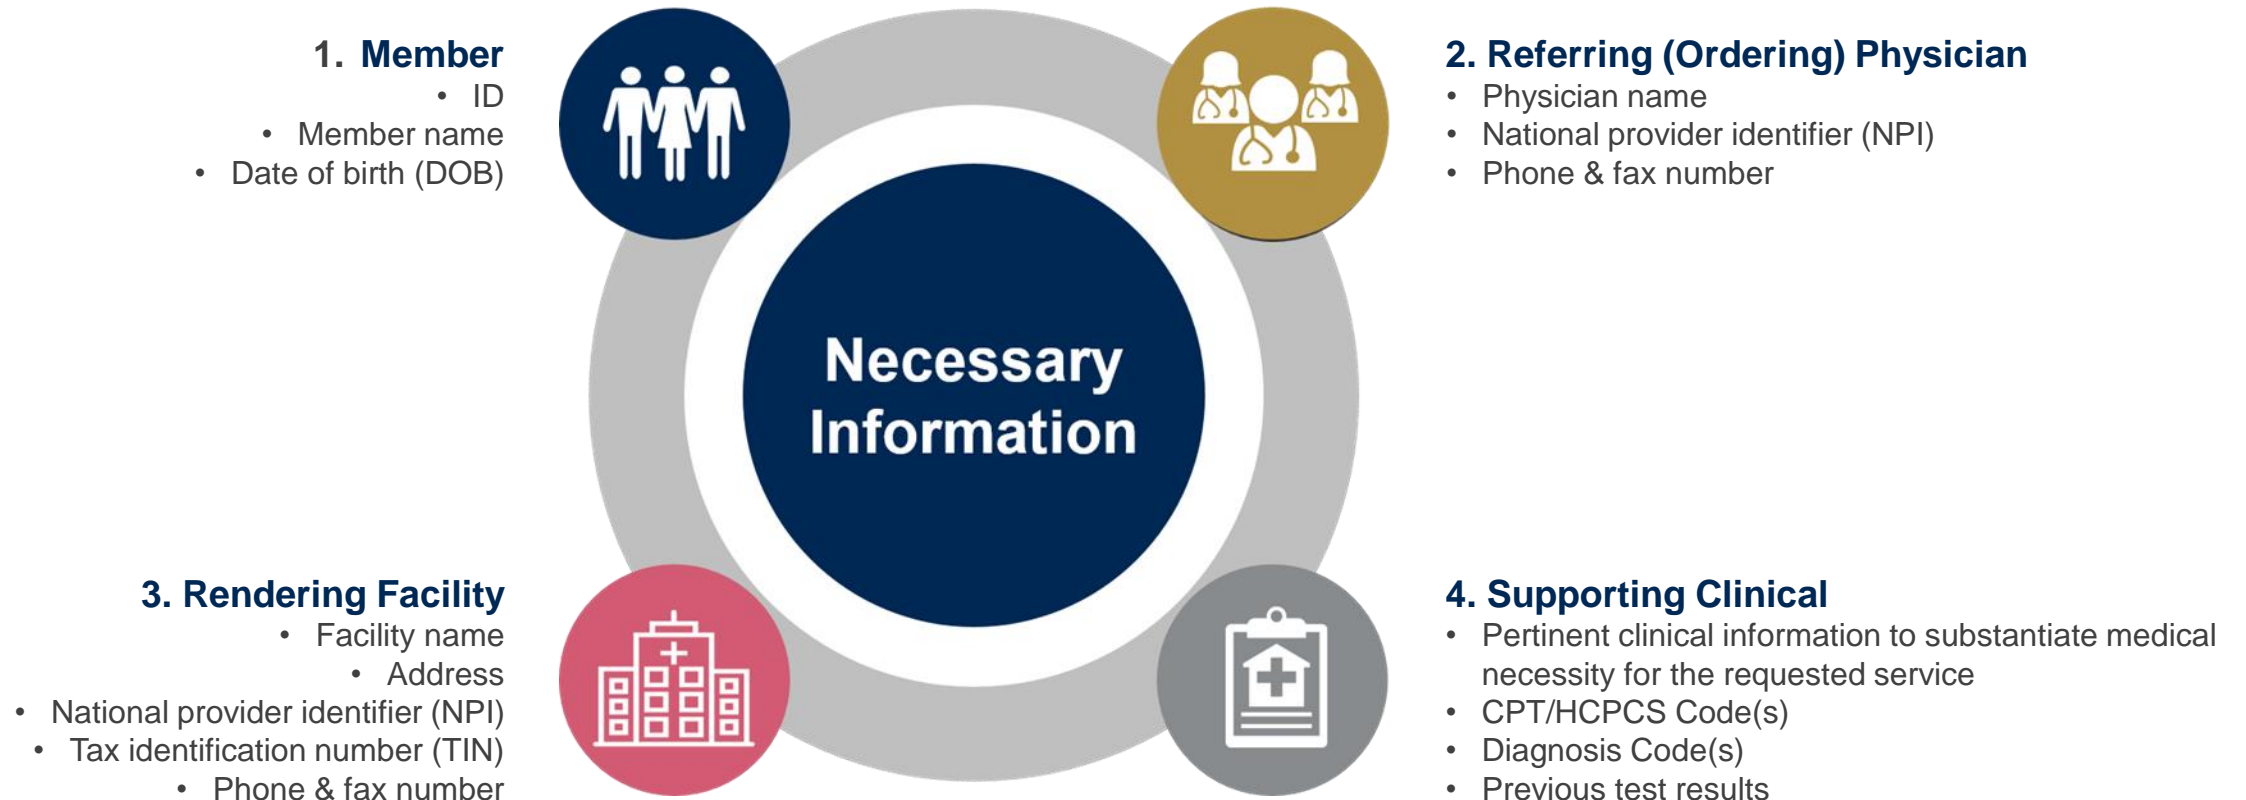 1. Member
• ID
• Member name
• Date of birth (DOB)
2. Referring (Ordering) Physician
• Physician name
• National provider identifier (NPI)
• Phone & fax number
Necessary
Information
3. Rendering Facility
• Facility name
• Address
• National provider identifier (NPI)
• Tax identification number (TIN)
• Phone & fax number
4. Supporting Clinical
• Pertinent clinical information to substantiate medical
necessity for the requested service
• CPT/HCPCS Code(s)
• Diagnosis Code(s)
• Previous test results